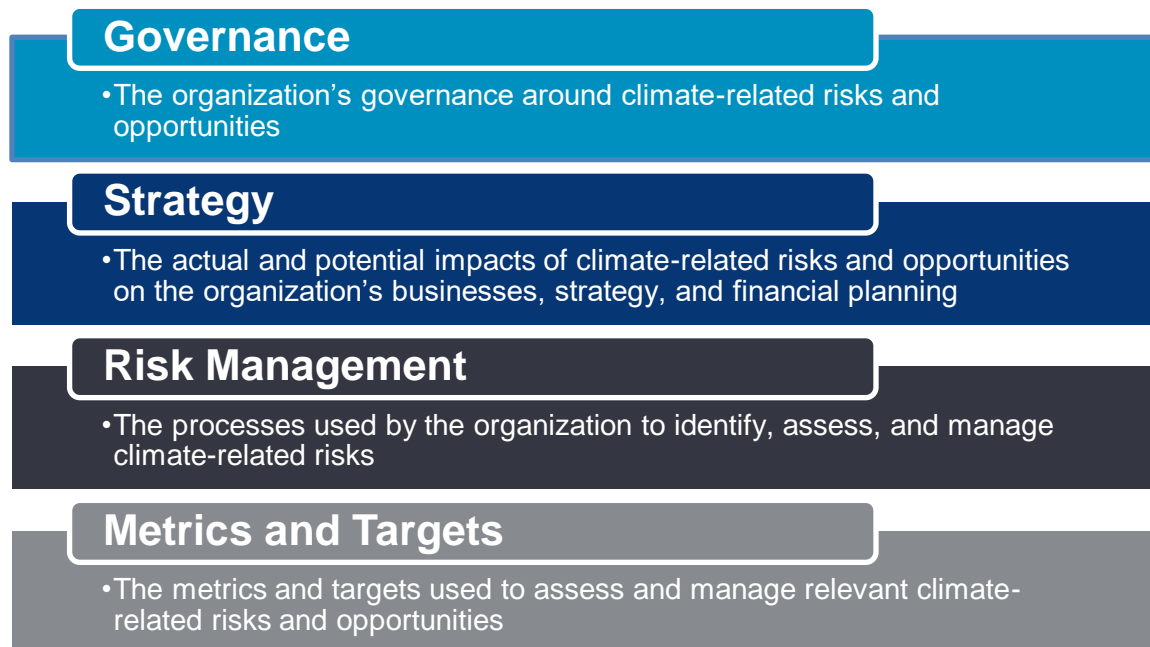 Governance
•The organization’s governance around climate-related risks and
opportunities
Strategy
•The actual and potential impacts of climate-related risks and opportunities
on the organization’s businesses, strategy, and financial planning
Risk Management
•The processes used by the organization to identify, assess, and manage
climate-related risks
Metrics and Targets
•The metrics and targets used to assess and manage relevant climate-
related risks and opportunities